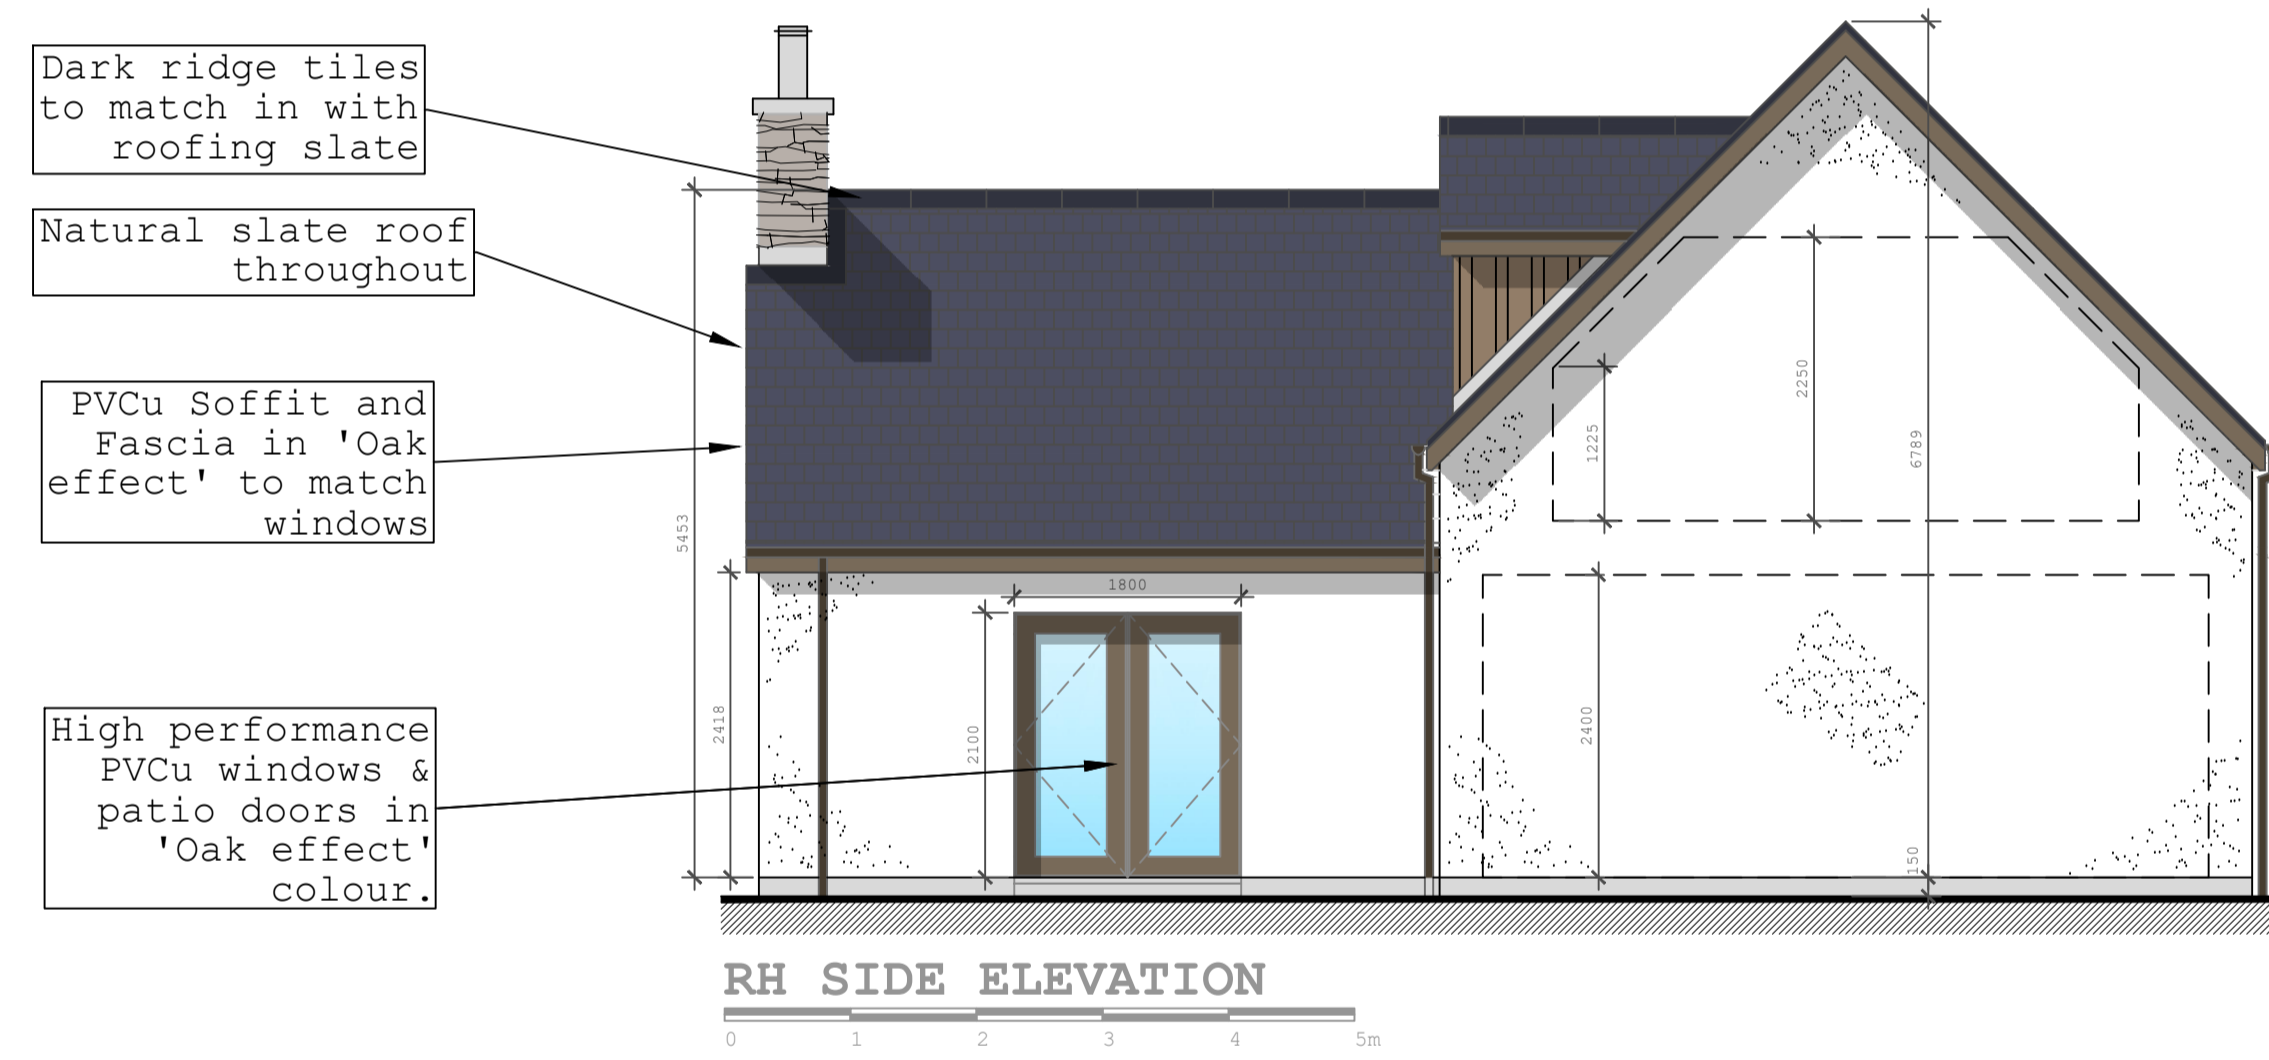 Dark ridge tiles
to match in with
roofing slate
Natural slate roof
throughout
PVCu Soffit and
Fascia in 'Oak
effect' to match
windows
High performance
PVCu windows &
patio doors in
'Oak effect'
colour.
5453
2418
2100
1800
1225
2250
6789
2400
150
RH SIDE ELEVATION
0 1 2 3 4 5m